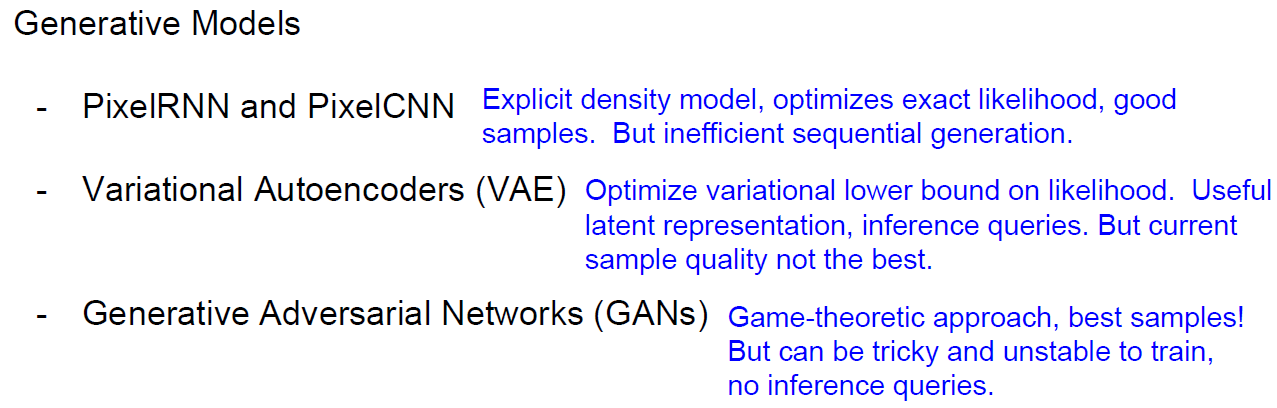 Generative Models
- PixelRNN and PixelCNN Explicit density model, optimizes exact likelihood, good
samples. But inefficient sequential generation.
- Variational Autoencoders (VAE) Optimize variational lower bound on likelihood. Useful
latent representation, inference queries. But current
sample quality not the best.
- Generative Adversarial Networks (GANs) Game-theoretic approach, best samples!
But can be tricky and unstable to train,
no inference queries.